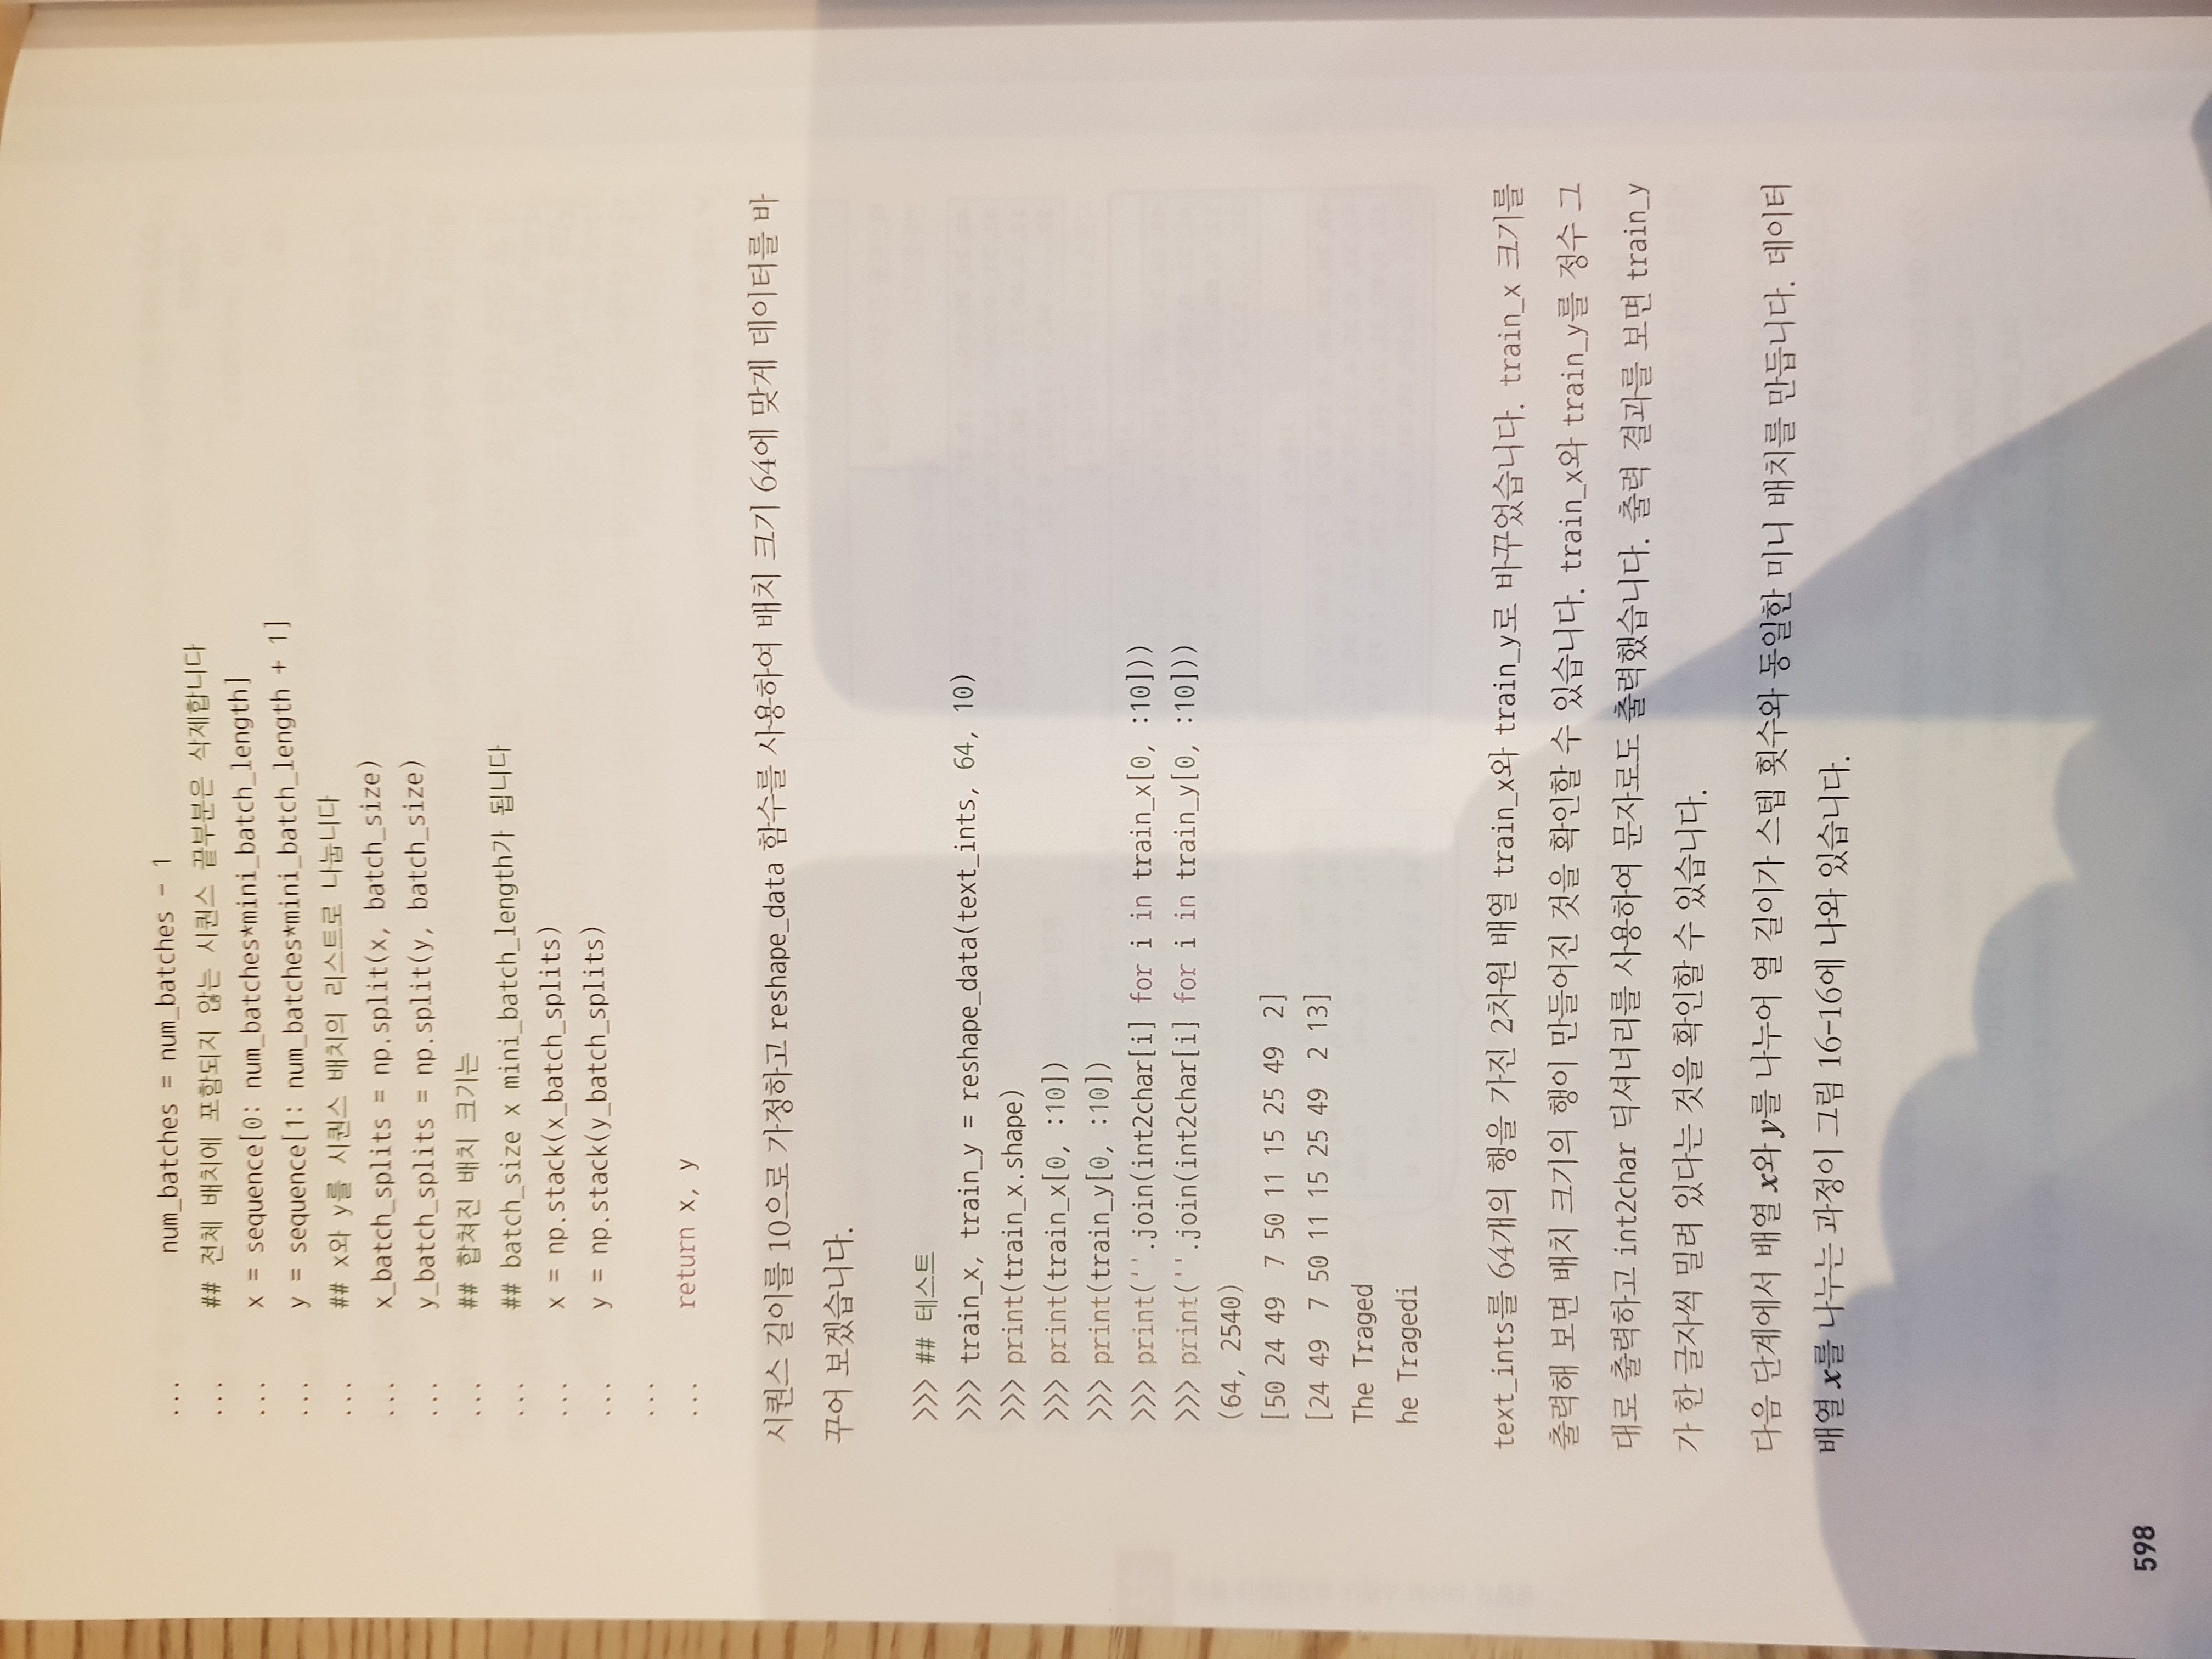 ...         num_batches = num_batches - 1
...     ## 전체 배치에 포함되지 않는 시퀀스 끝부분은 삭제합니다
...     x = sequence[0: num_batches*mini_batch_length]
...     y = sequence[1: num_batches*mini_batch_length + 1]
...     ## x와 y를 시퀀스 배치의 리스트로 나눕니다
...     x_batch_splits = np.split(x, batch_size)
...     y_batch_splits = np.split(y, batch_size)
...     ## 합쳐진 배치 크기는
...     ## batch_size x mini_batch_length가 됩니다
...     x = np.stack(x_batch_splits)
...     y = np.stack(y_batch_splits)
...
...     return x, y
시퀀스 길이를 10으로 가정하고 reshape_data 함수를 사용하여 배치 크기 64에 맞게 데이터를 바
꾸어 보겠습니다.
>>> ## 테스트
>>> train_x, train_y = reshape_data(text_ints, 64, 10)
>>> print(train_x.shape)
>>> print(train_x[0, :10])
>>> print(train_y[0, :10])
>>> print(''.join(int2char[i] for i in train_x[0, :10]))
>>> print(''.join(int2char[i] for i in train_y[0, :10]))
(64, 2540)
[50 24 49  7 50 11 15 25 49  2]
[24 49  7 50 11 15 25 49  2 13]
The Traged
he Tragedi
text_ints를 64개의 행을 가진 2차원 배열 train_x와 train_y로 바꾸었습니다. train_x 크기를
출력해 보면 배치 크기의 행이 만들어진 것을 확인할 수 있습니다. train_x와 train_y를 정수 그
대로 출력하고 int2char 딕셔너리를 사용하여 문자로도 출력했습니다. 출력 결과를 보면 train_y
가 한 글자씩 밀려 있다는 것을 확인할 수 있습니다.
다음 단계에서 배열 x와 y를 나누어 열 길이가 스텝 횟수와 동일한 미니 배치를 만듭니다. 데이터
배열 x를 나누는 과정이 그림 16-16에 나와 있습니다.
598